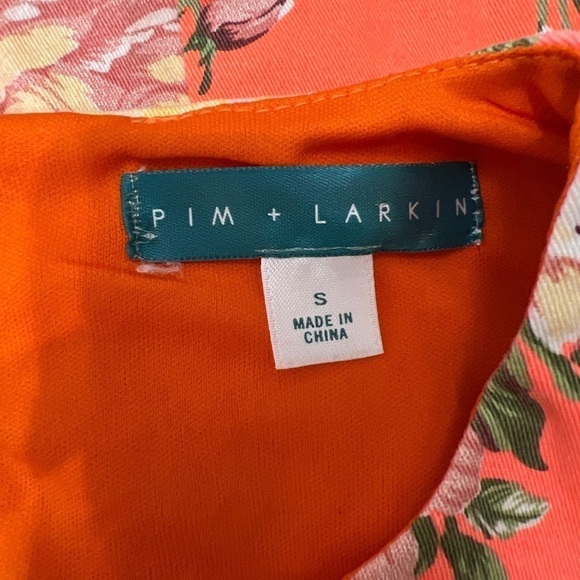 PIM + LARKIN
S
MADE IN
CHINA